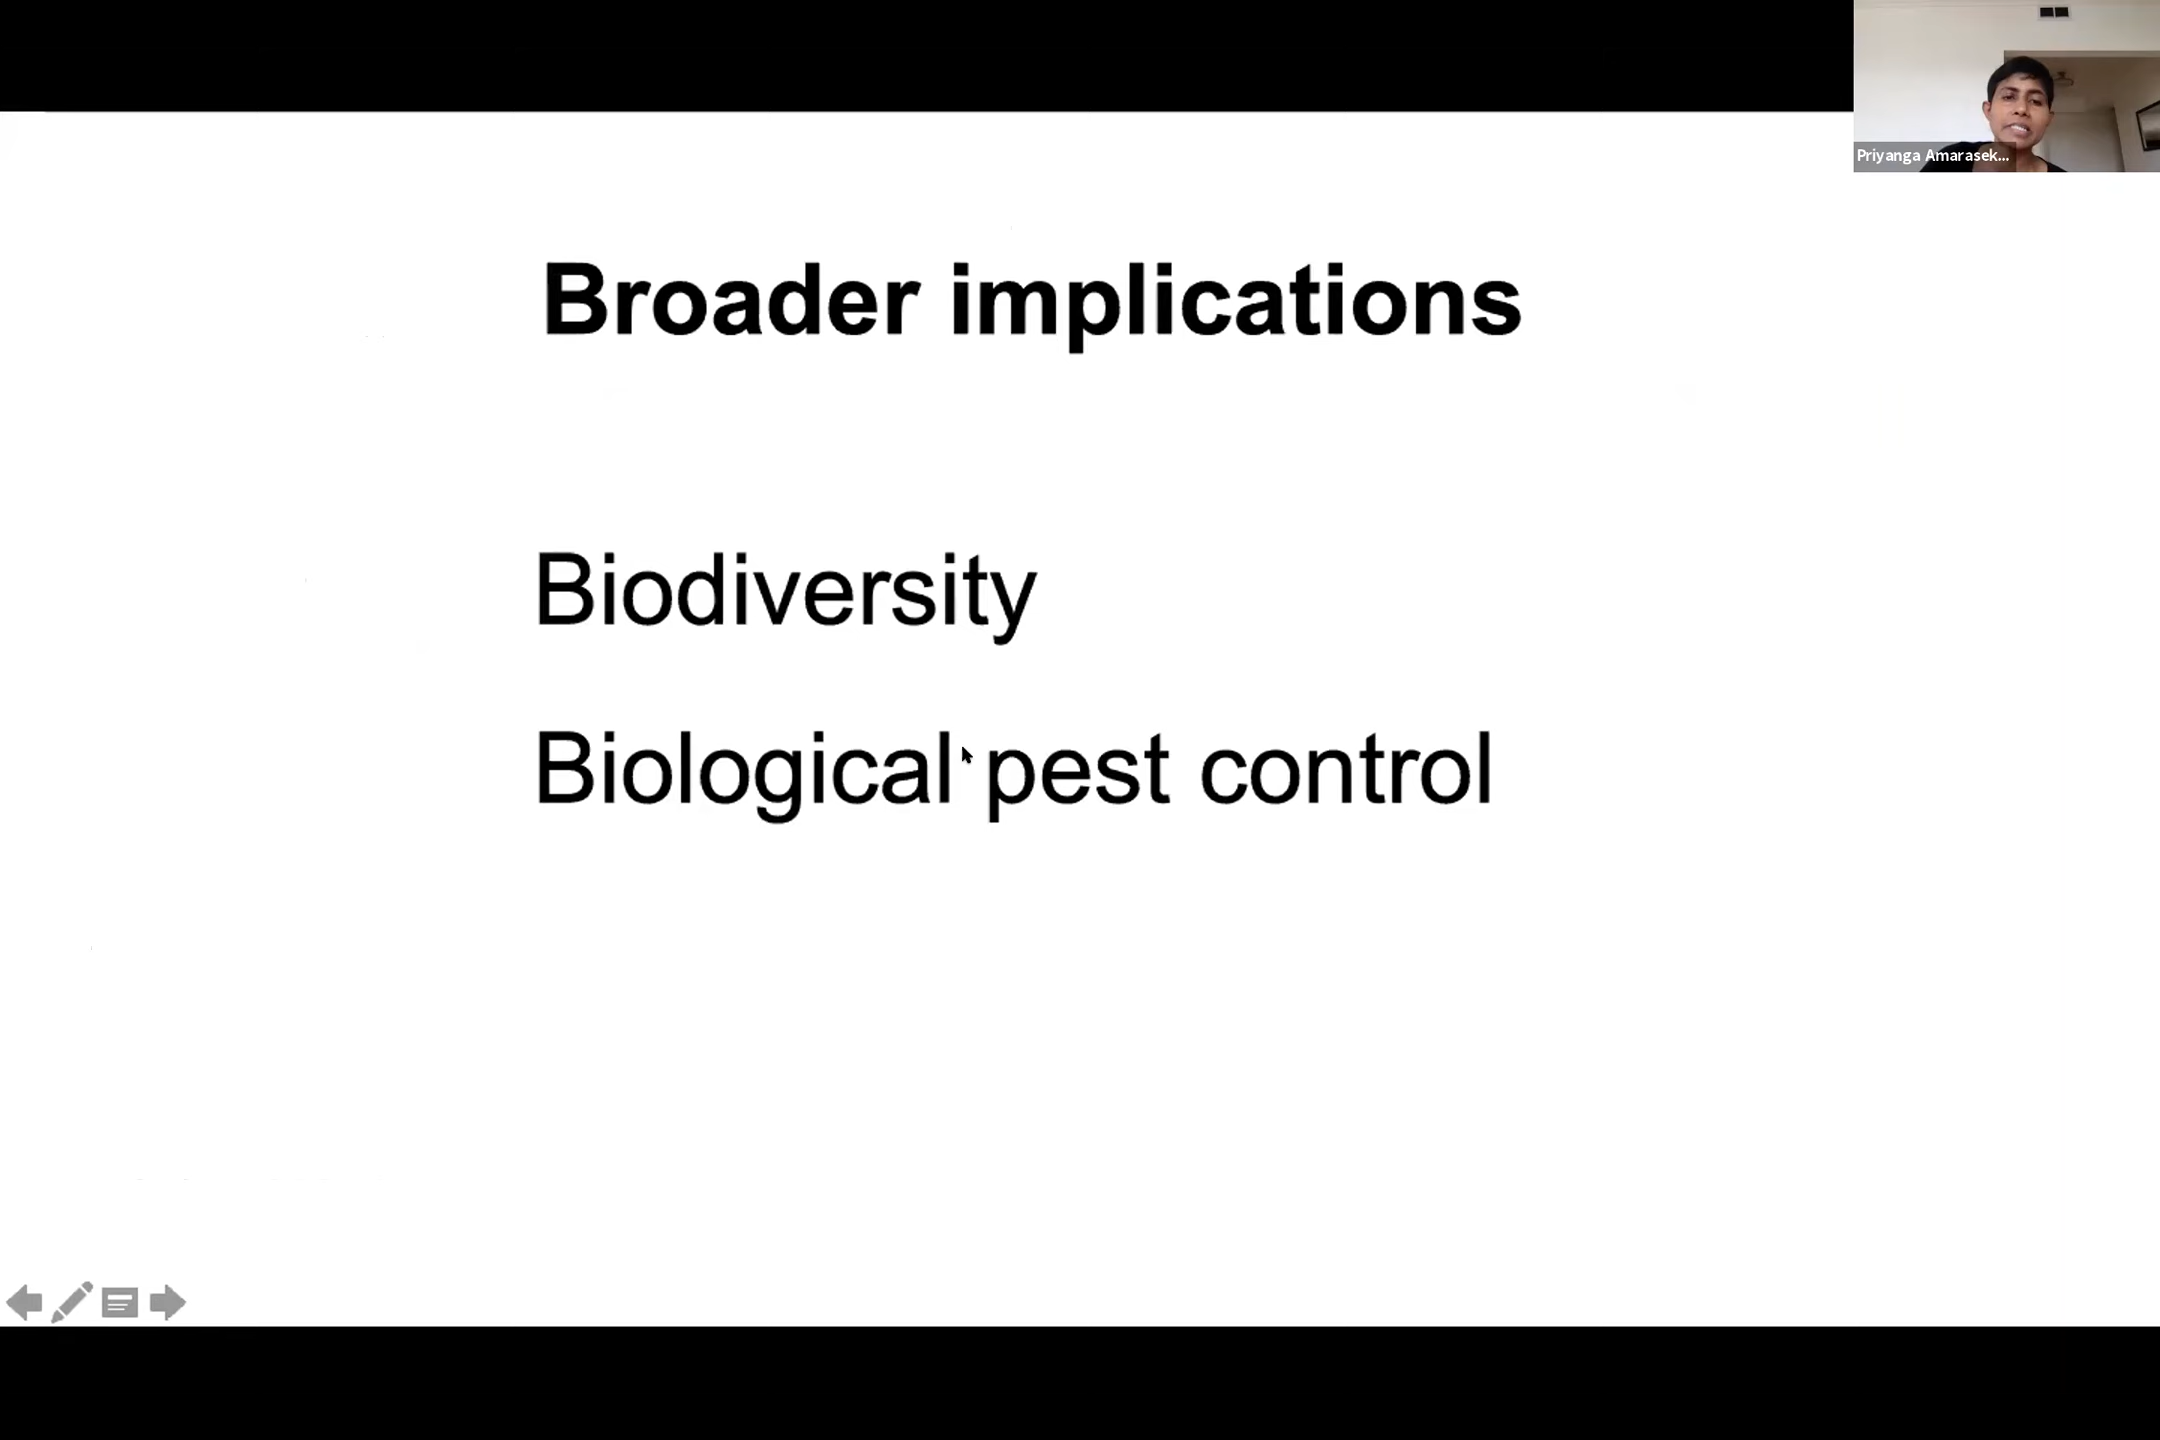 Priyanga Amarasek...
Broader implications
Biodiversity
Biological pest control